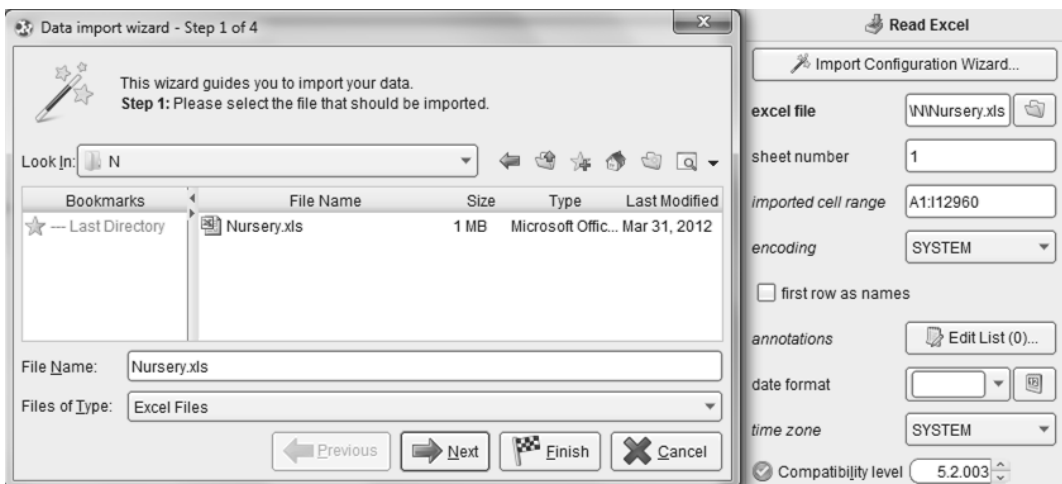 Data import wizard - Step 1 of 4
This wizard guides you to import your data.
Step 1: Please select the file that should be imported.
Look In: N
Bookmarks File Name Size Type Last Modified
--- Last Directory Nursery.xls 1 MB Microsoft Offic... Mar 31, 2012
File Name: Nursery.xls
Files of Type: Excel Files
Previous Next Finish Cancel
Read Excel
Import Configuration Wizard...
excel file \N\Nursery.xls
sheet number 1
imported cell range A1:I12960
encoding SYSTEM
first row as names
annotations Edit List (0)...
date format
time zone SYSTEM
Compatibility level 5.2.003